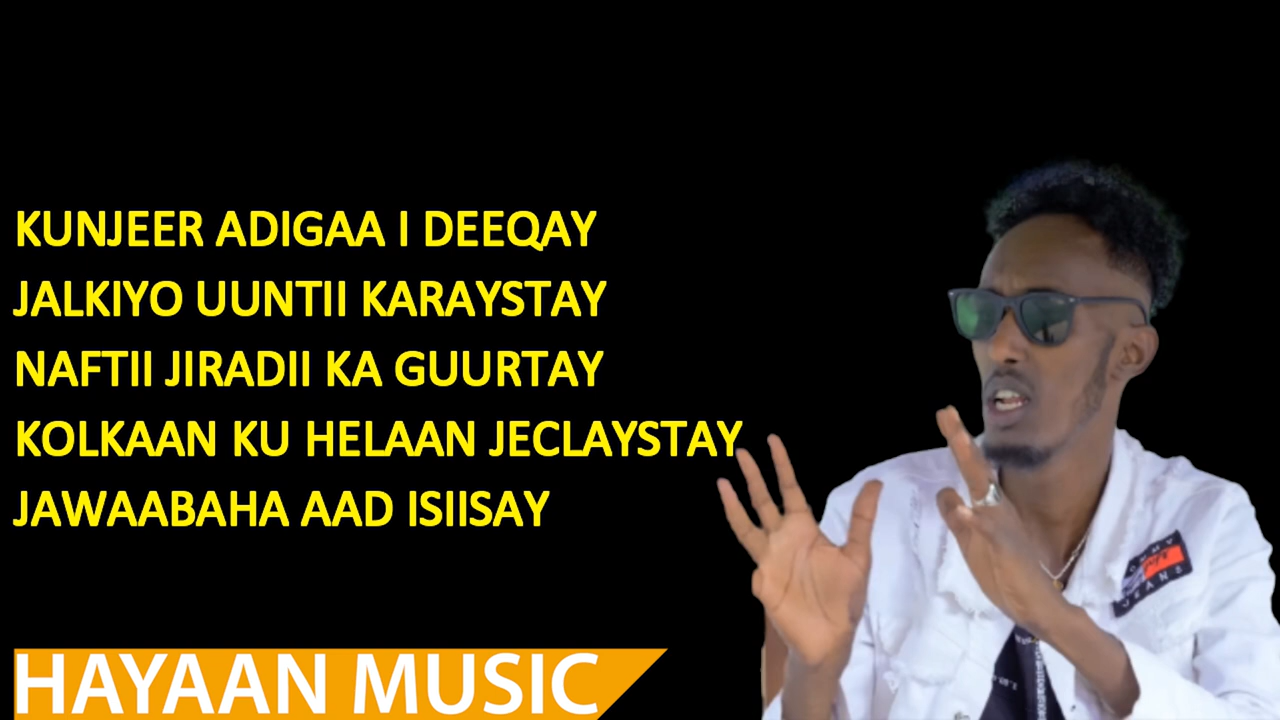 KUNJEER ADIGAA I DEEQAY
JALKIYO UUNTII KARAYSTAY
NAFTII JIRADII KA GUURTAY
KOLKAAN KU HELAAN JECLAYSTAY
JAWAABAHA AAD ISIISAY
HAYAAN MUSIC
JEANS